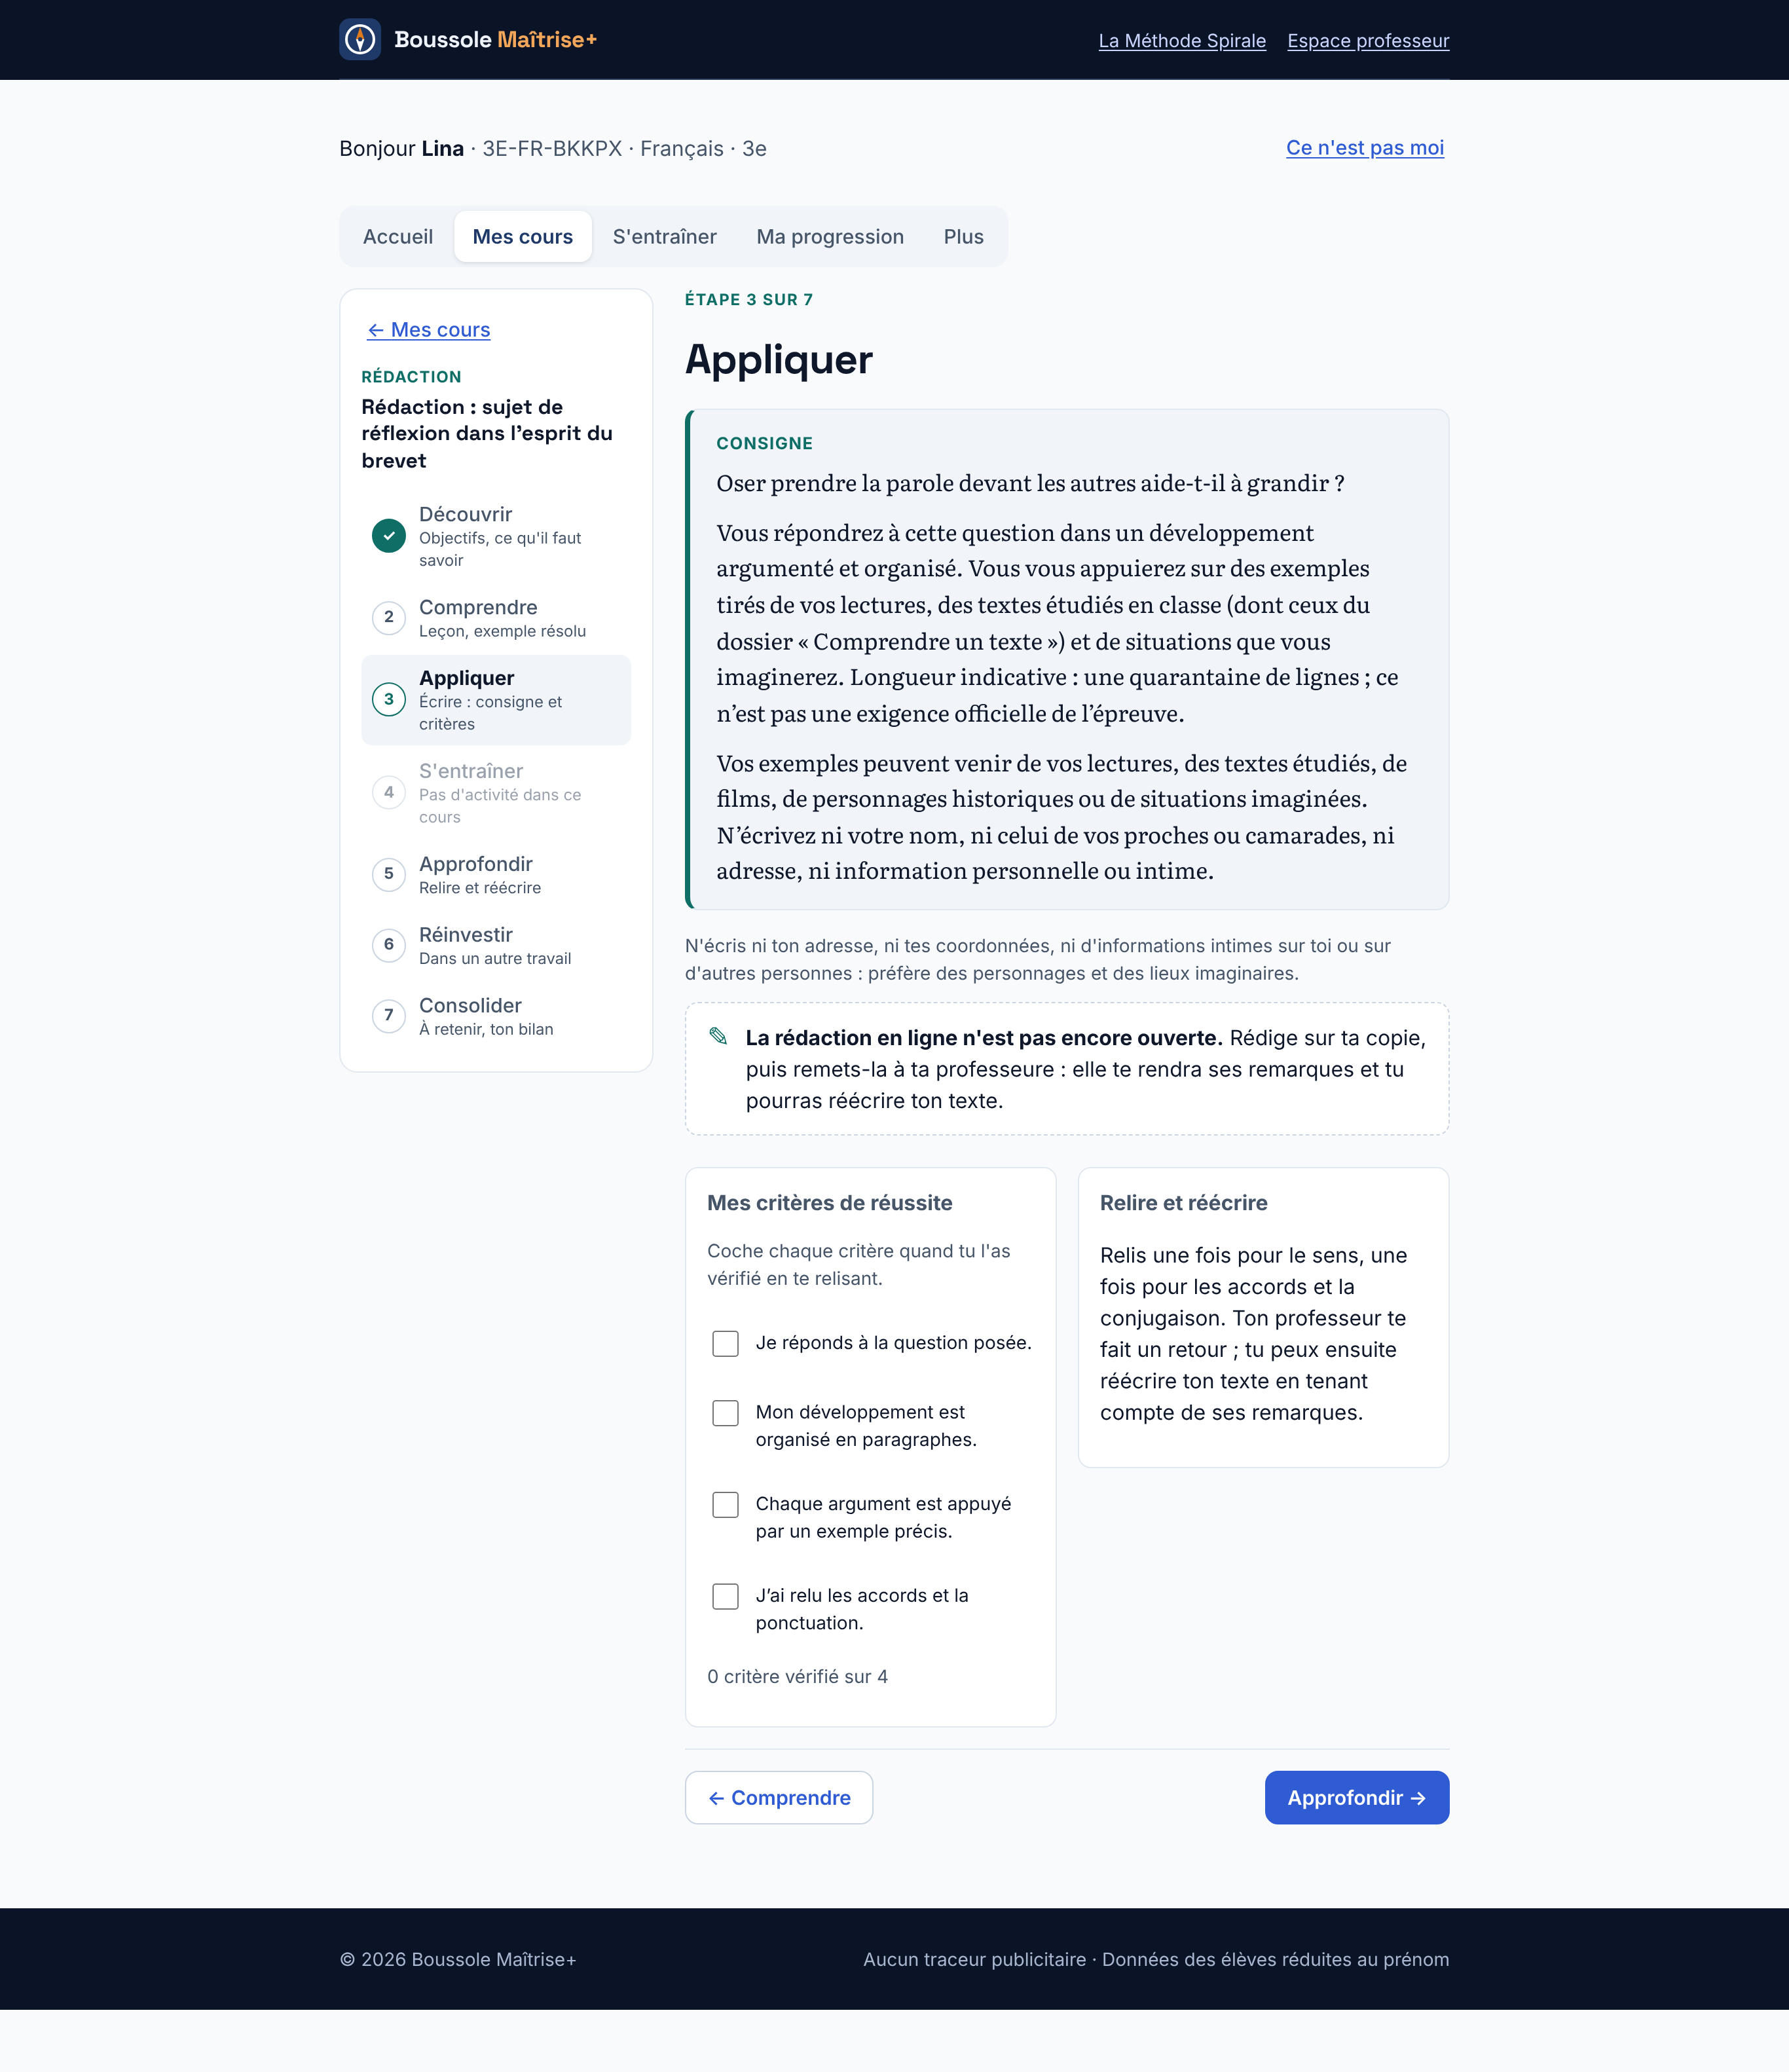 Boussole Maîtrise+
La Méthode Spirale Espace professeur
Bonjour Lina · 3E-FR-BKKPX · Français · 3e
Ce n'est pas moi
Accueil Mes cours S'entraîner Ma progression Plus
← Mes cours
RÉDACTION
Rédaction : sujet de
réflexion dans l’esprit du
brevet
✓
Découvrir
Objectifs, ce qu'il faut
savoir
2
Comprendre
Leçon, exemple résolu
3
Appliquer
Écrire : consigne et
critères
4
S'entraîner
Pas d'activité dans ce
cours
5
Approfondir
Relire et réécrire
6
Réinvestir
Dans un autre travail
7
Consolider
À retenir, ton bilan
ÉTAPE 3 SUR 7
Appliquer
CONSIGNE
Oser prendre la parole devant les autres aide-t-il à grandir ?
Vous répondrez à cette question dans un développement
argumenté et organisé. Vous vous appuierez sur des exemples
tirés de vos lectures, des textes étudiés en classe (dont ceux du
dossier « Comprendre un texte ») et de situations que vous
imaginerez. Longueur indicative : une quarantaine de lignes ; ce
n’est pas une exigence officielle de l’épreuve.
Vos exemples peuvent venir de vos lectures, des textes étudiés, de
films, de personnages historiques ou de situations imaginées.
N’écrivez ni votre nom, ni celui de vos proches ou camarades, ni
adresse, ni information personnelle ou intime.
N'écris ni ton adresse, ni tes coordonnées, ni d'informations intimes sur toi ou sur
d'autres personnes : préfère des personnages et des lieux imaginaires.
✎ La rédaction en ligne n'est pas encore ouverte. Rédige sur ta copie,
puis remets-la à ta professeure : elle te rendra ses remarques et tu
pourras réécrire ton texte.
Mes critères de réussite
Coche chaque critère quand tu l'as
vérifié en te relisant.
Je réponds à la question posée.
Mon développement est
organisé en paragraphes.
Chaque argument est appuyé
par un exemple précis.
J’ai relu les accords et la
ponctuation.
0 critère vérifié sur 4
Relire et réécrire
Relis une fois pour le sens, une
fois pour les accords et la
conjugaison. Ton professeur te
fait un retour ; tu peux ensuite
réécrire ton texte en tenant
compte de ses remarques.
← Comprendre
Approfondir →
© 2026 Boussole Maîtrise+
Aucun traceur publicitaire · Données des élèves réduites au prénom